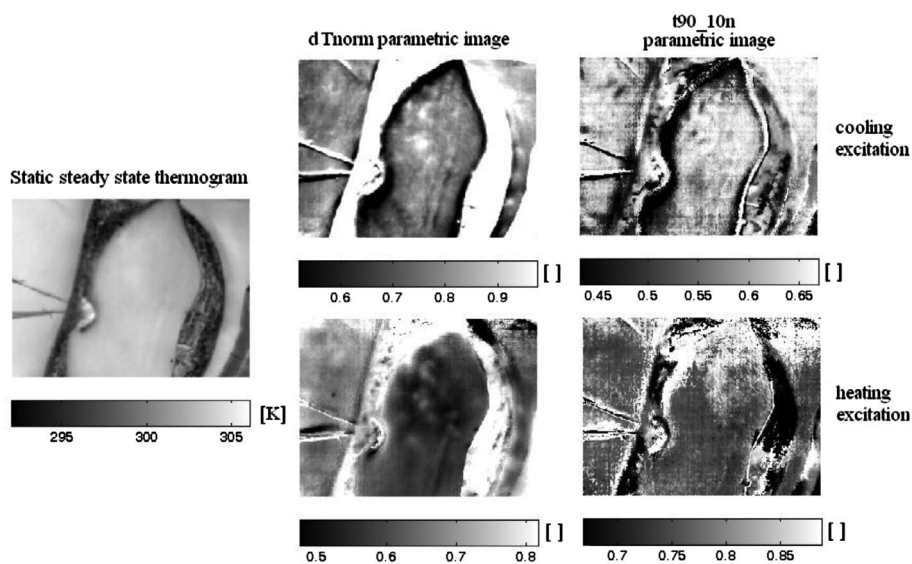 t90_10n
d Tnorm parametric image
parametric image
cooling
excitation
Static steady state thermogram
[ ]
0.6 0.7 0.8 0.9
[ ]
0.45 0.5 0.55 0.6 0.65
heating
excitation
[K]
295 300 305
[ ]
0.5 0.6 0.7 0.8
[ ]
0.7 0.75 0.8 0.85